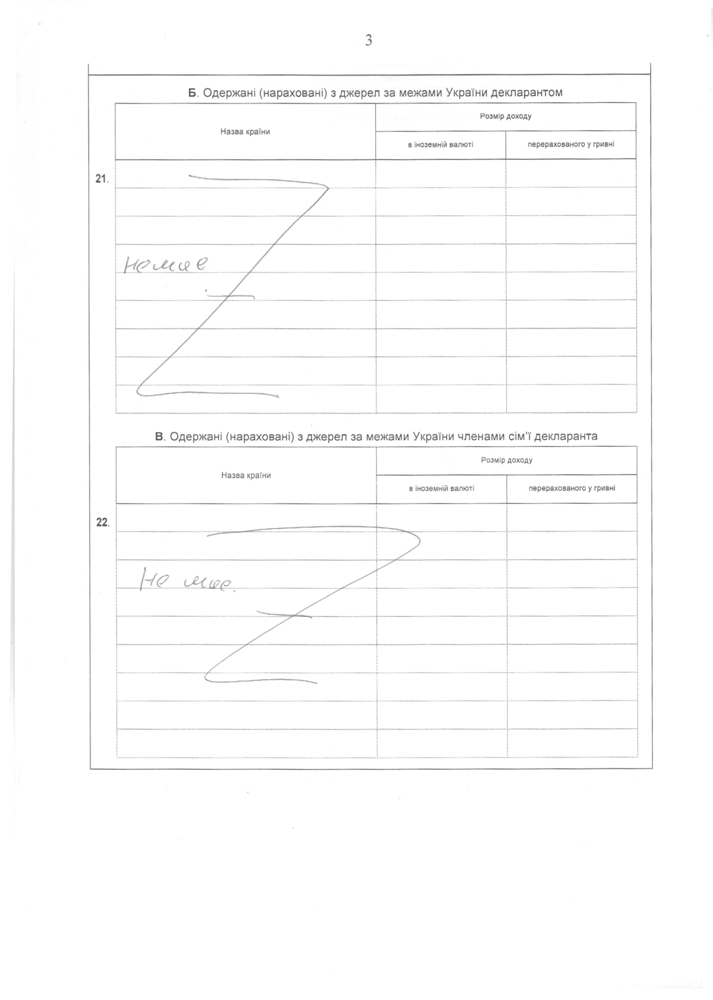 3
Б. Одержані (нараховані) з джерел за межами України декларантом
Назва країни
Розмір доходу
в іноземній валюті
перерахованого у гривні
21.
немає
В. Одержані (нараховані) з джерел за межами України членами сім'ї декларанта
Назва країни
Розмір доходу
в іноземній валюті
перерахованого у гривні
22.
Не має.